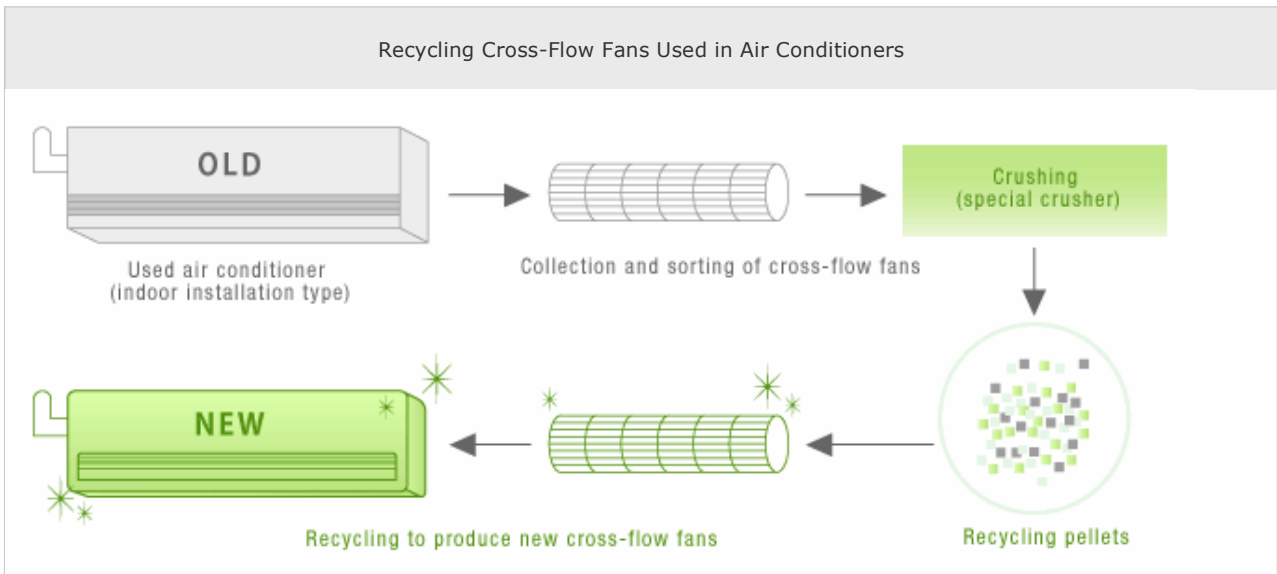 Recycling Cross-Flow Fans Used in Air Conditioners
OLD
Used air conditioner
(indoor installation type)
Collection and sorting of cross-flow fans
Crushing
(special crusher)
NEW
Recycling to produce new cross-flow fans
Recycling pellets